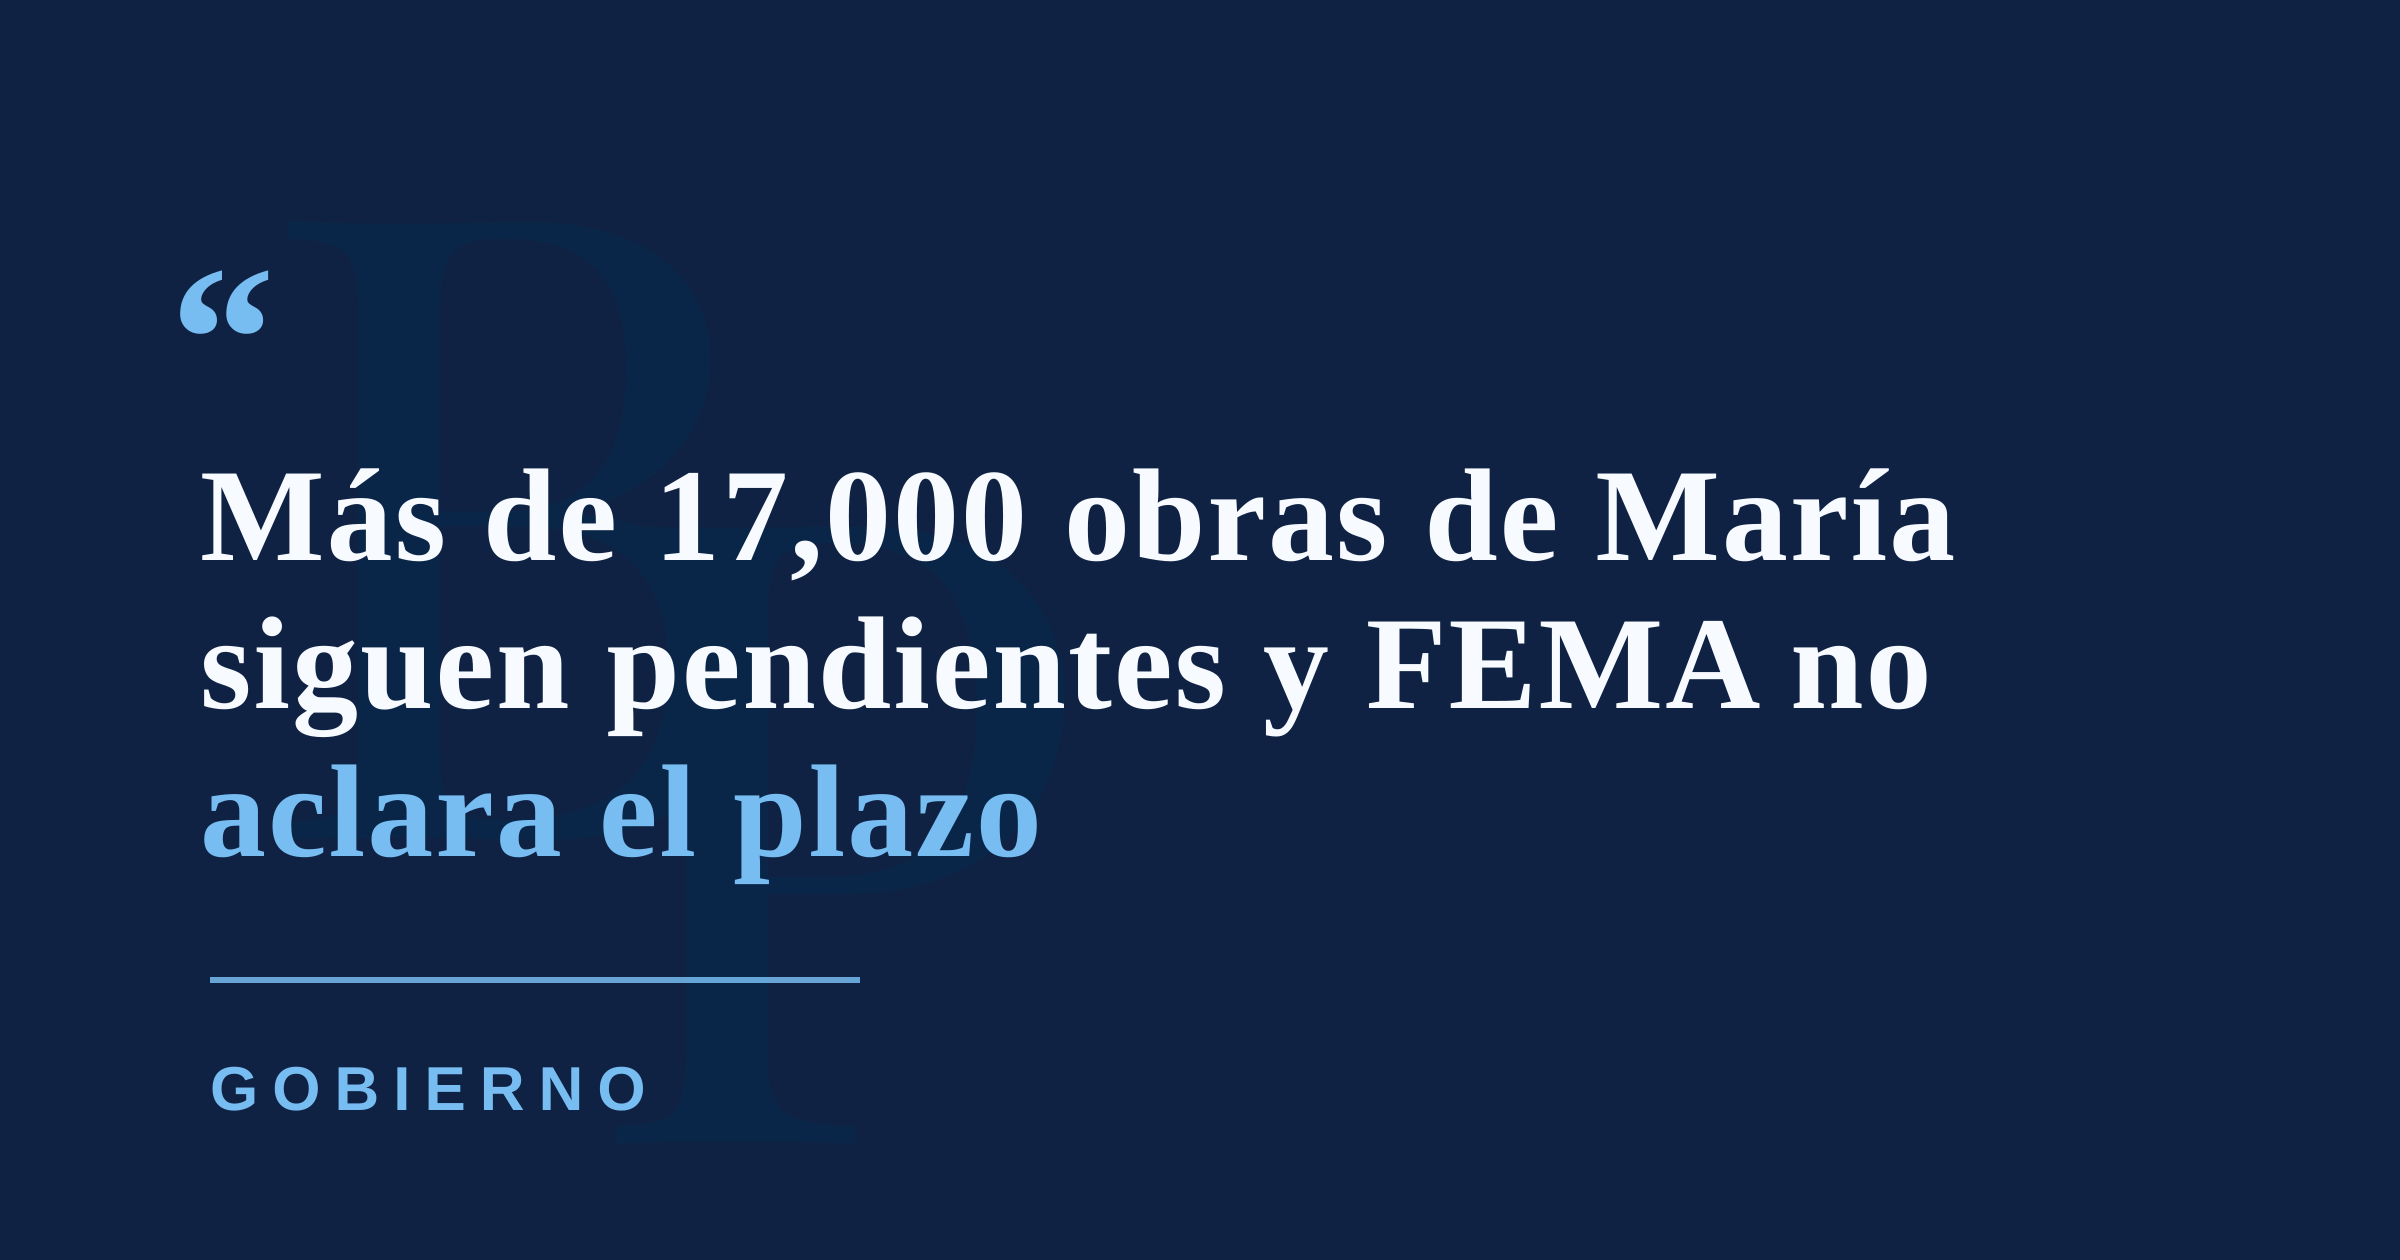 “
Más de 17,000 obras de María
siguen pendientes y FEMA no
aclara el plazo
GOBIERNO